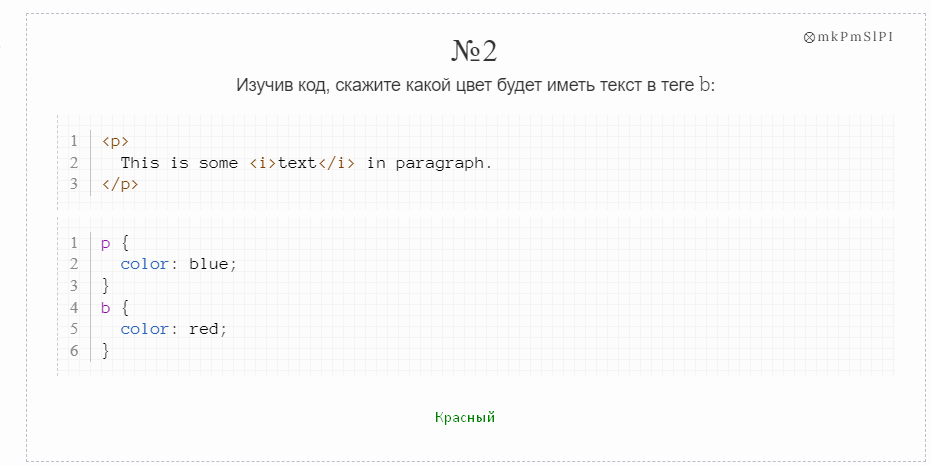 ⊗mkPmSlPI
№2
Изучив код, скажите какой цвет будет иметь текст в теге b:
1 <p>
2   This is some <i>text</i> in paragraph.
3 </p>
1 p {
2   color: blue;
3 }
4 b {
5   color: red;
6 }
Красный